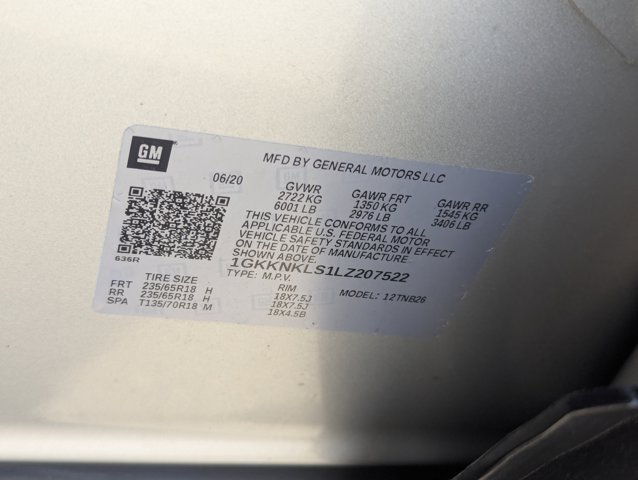 GM
MFD BY GENERAL MOTORS LLC
06/20
GVWR GAWR FRT GAWR RR
2722 KG 1350 KG 1545 KG
6001 LB 2976 LB 3406 LB
THIS VEHICLE CONFORMS TO ALL
APPLICABLE U.S. FEDERAL MOTOR
VEHICLE SAFETY STANDARDS IN EFFECT
ON THE DATE OF MANUFACTURE
SHOWN ABOVE.
636R
1GKKNKLS1LZ207522
TYPE: M.P.V. MODEL: 12TNB26
TIRE SIZE RIM
FRT 235/65R18 H 18X7.5J
RR 235/65R18 H 18X7.5J
SPA T135/70R18 M 18X4.5B